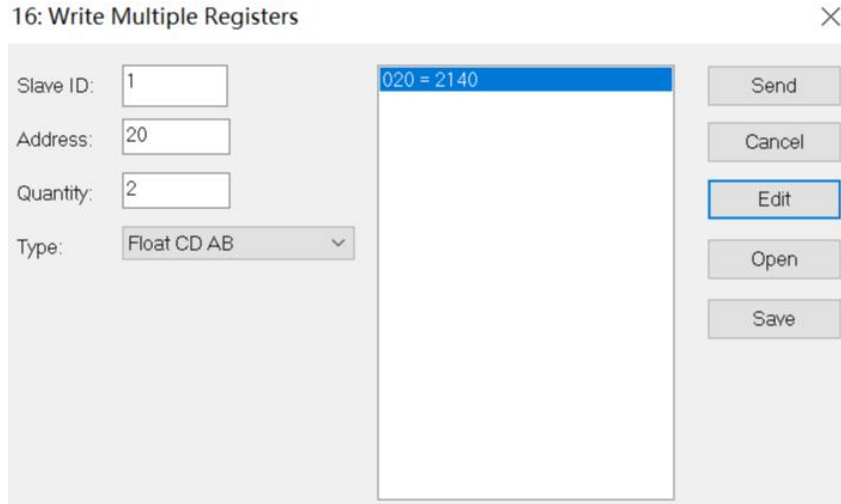 16: Write Multiple Registers
Slave ID: 1
Address: 20
Quantity: 2
Type: Float CD AB
020 = 2140
Send
Cancel
Edit
Open
Save